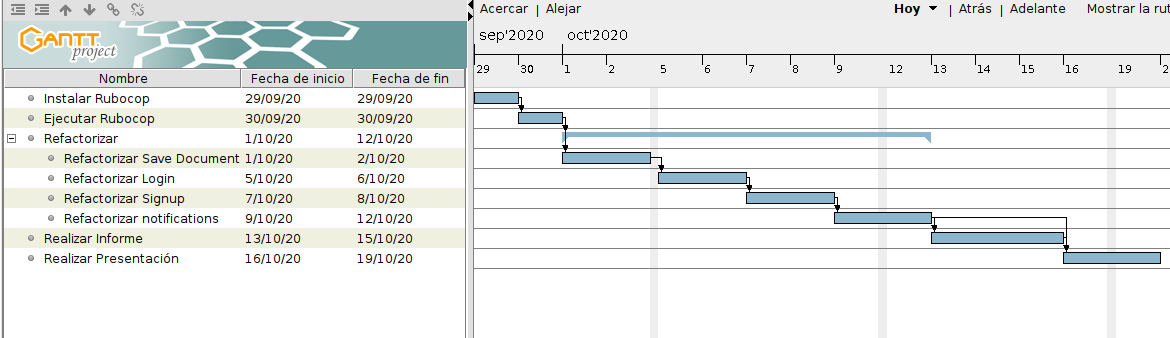 Acercar | Alejar Hoy | Atrás | Adelante Mostrar la rut
GANTT project
sep'2020 oct'2020
29 30 1 2 5 6 7 8 9 12 13 14 15 16 19 2
Nombre Fecha de inicio Fecha de fin
Instalar Rubocop 29/09/20 29/09/20
Ejecutar Rubocop 30/09/20 30/09/20
Refactorizar 1/10/20 12/10/20
Refactorizar Save Document 1/10/20 2/10/20
Refactorizar Login 5/10/20 6/10/20
Refactorizar Signup 7/10/20 8/10/20
Refactorizar notifications 9/10/20 12/10/20
Realizar Informe 13/10/20 15/10/20
Realizar Presentación 16/10/20 19/10/20